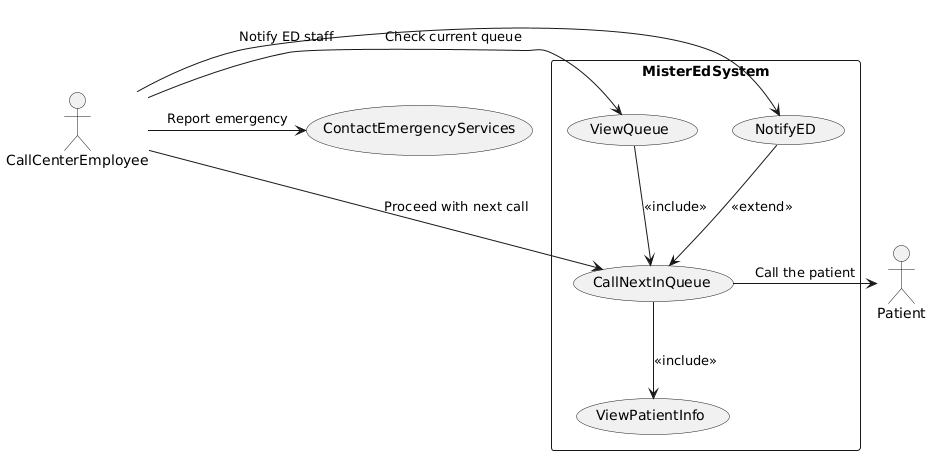 Notify ED staff
Check current queue
MisterEdSystem
Report emergency
ContactEmergencyServices
ViewQueue
NotifyED
CallCenterEmployee
Proceed with next call
«include»
«extend»
CallNextInQueue
Call the patient
Patient
«include»
ViewPatientInfo